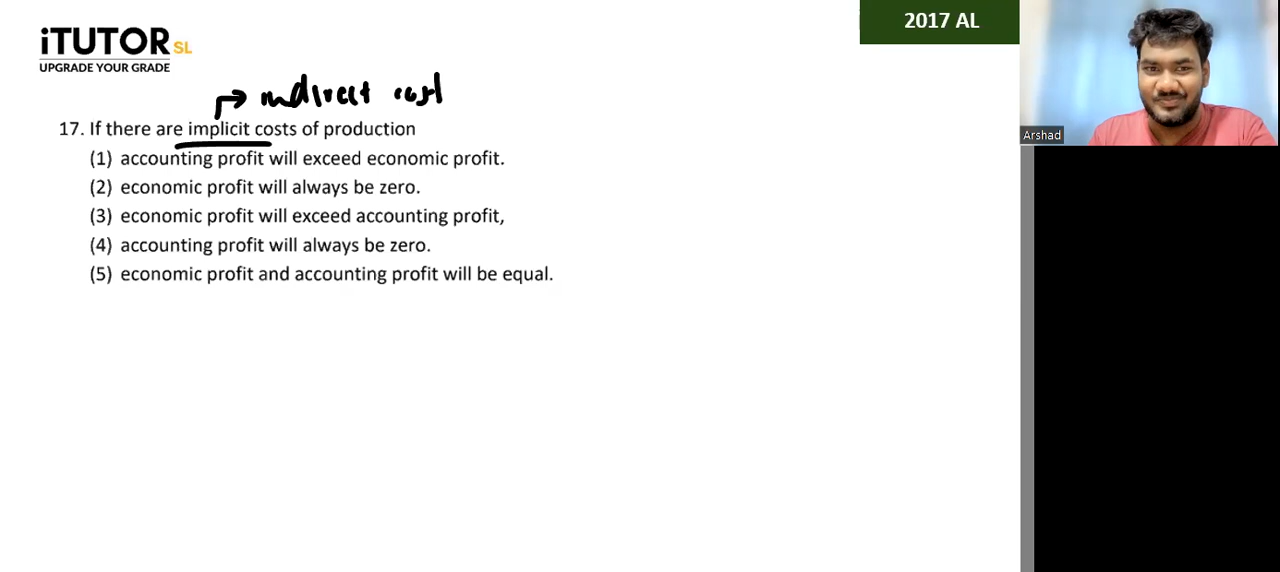 iTUTOR SL
UPGRADE YOUR GRADE
2017 AL
Arshad
indirect cost
17. If there are implicit costs of production
(1) accounting profit will exceed economic profit.
(2) economic profit will always be zero.
(3) economic profit will exceed accounting profit,
(4) accounting profit will always be zero.
(5) economic profit and accounting profit will be equal.